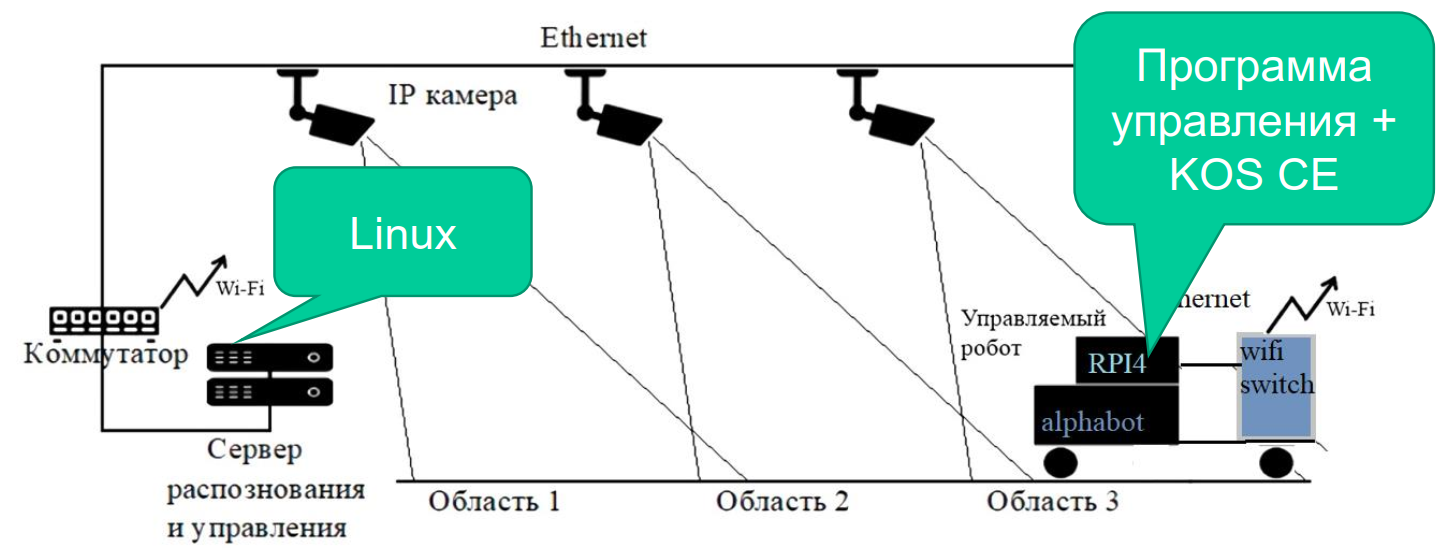 Ethernet
IP камера
Программа
управления +
KOS CE
Linux
Wi-Fi
Коммутатор
Сервер
распознования
и управления
Область 1
Область 2
Область 3
Управляемый
робот
hernet
Wi-Fi
RPI4
wifi
switch
alphabot